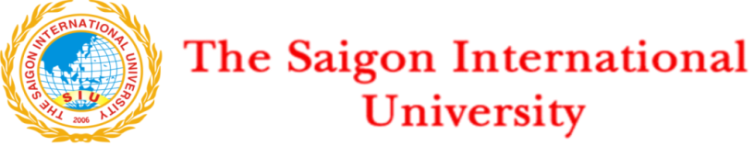 THE SAIGON INTERNATIONAL UNIVERSITY
SIU
2006
The Saigon International
University